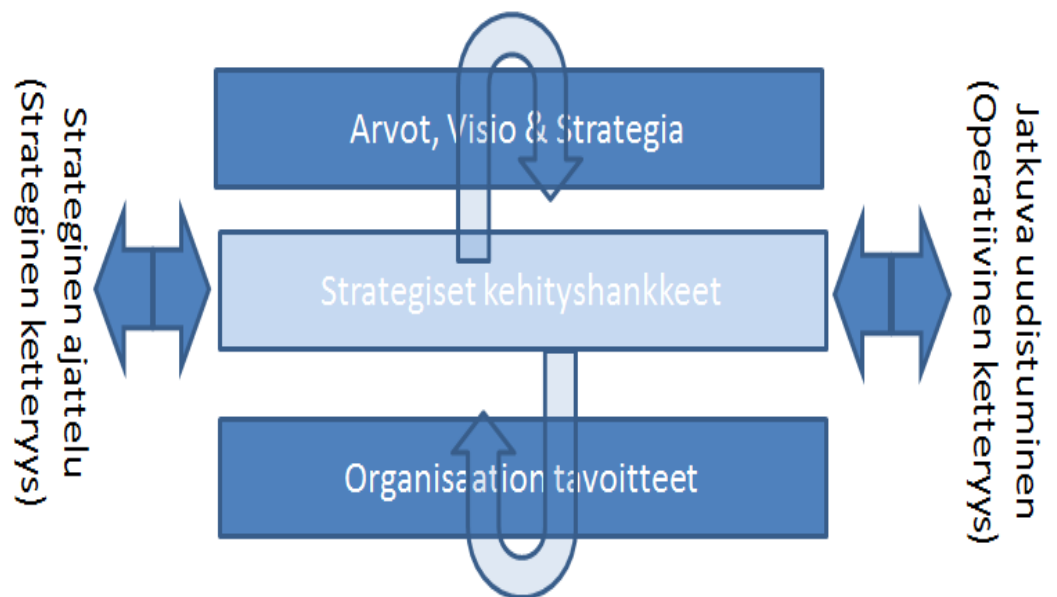 Strateginen ajattelu
(Strateginen ketteryys)
Arvot, Visio & Strategia
Strategiset kehityshankkeet
Organisaation tavoitteet
Jatkuva uudistuminen
(Operatiivinen ketteryys)